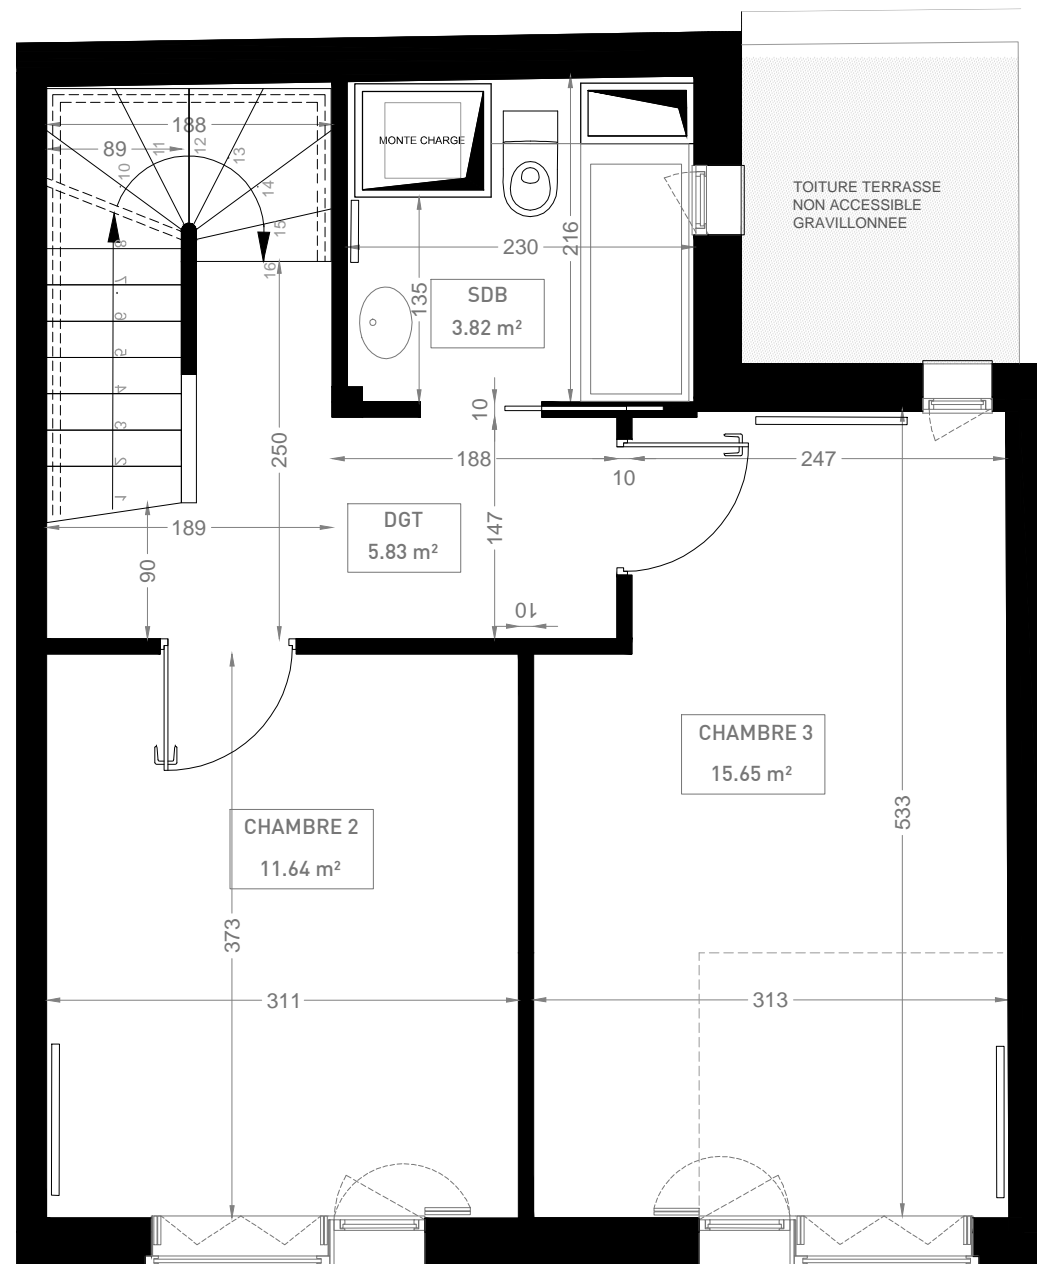 188
89
10
11
12
13
14
15
16
8
7
6
5
4
3
2
1
MONTE CHARGE
TOITURE TERRASSE
NON ACCESSIBLE
GRAVILLONNEE
230
216
135
SDB
3.82 m²
10
250
188
10
247
189
DGT
5.83 m²
147
90
10
CHAMBRE 3
15.65 m²
533
CHAMBRE 2
11.64 m²
373
311
313